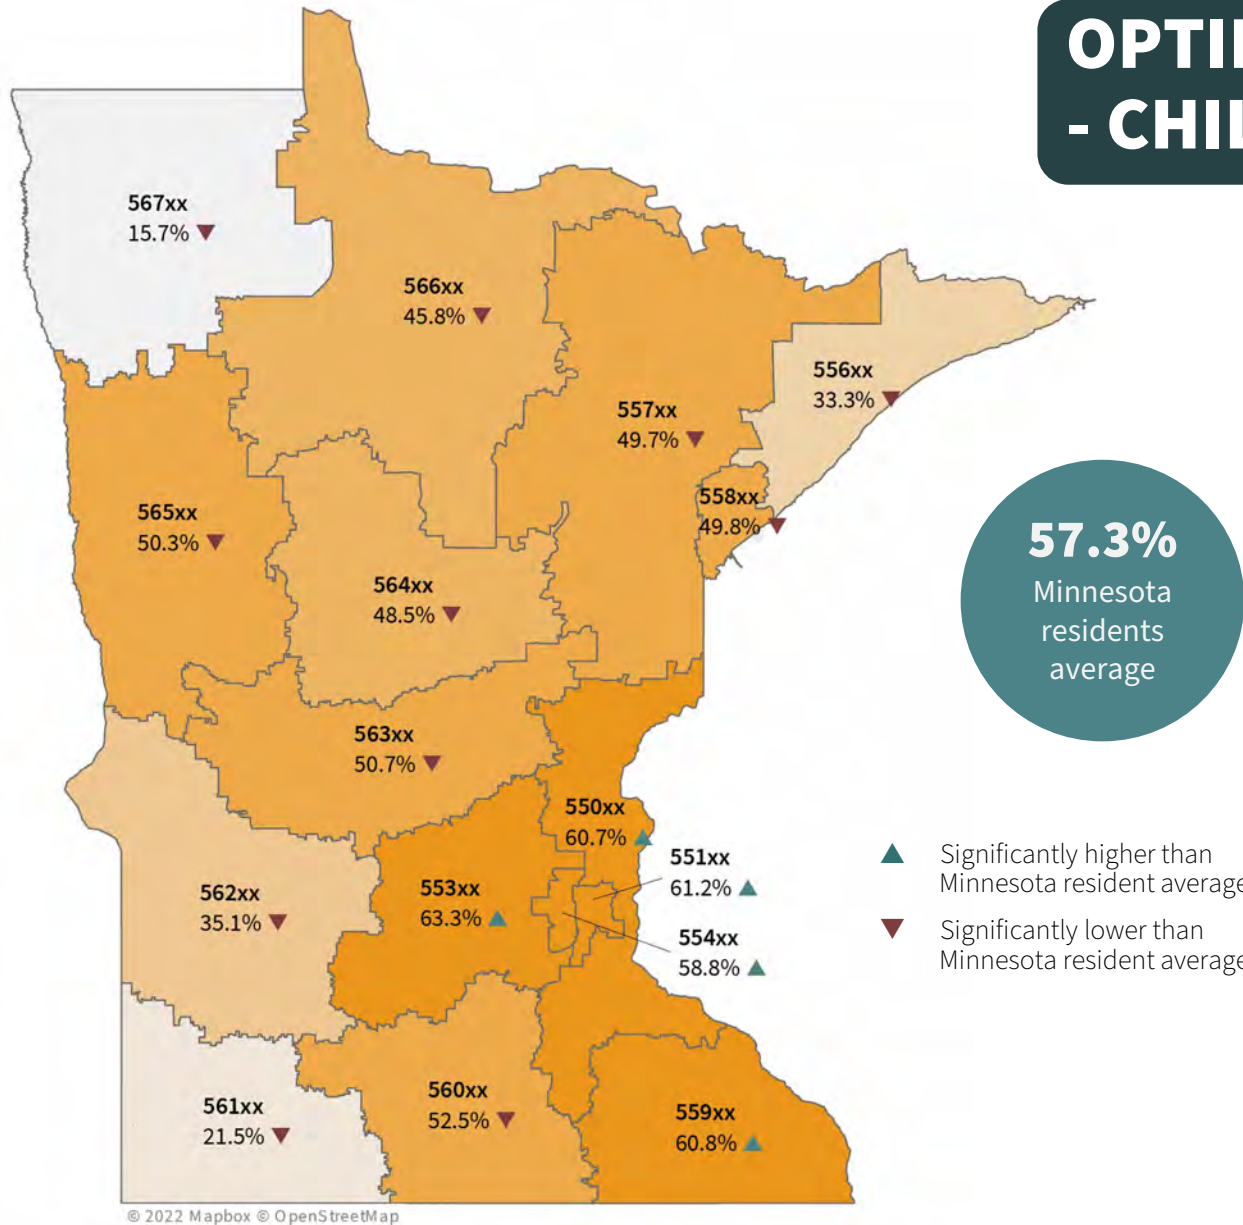 - CHIL
567xx
15.7%
566xx
45.8%
556xx
33.3%
557xx
49.7%
558xx
49.8%
565xx
50.3%
564xx
48.5%
57.3%
Minnesota
residents
average
563xx
50.7%
550xx
60.7%
551xx
61.2%
553xx
63.3%
554xx
58.8%
562xx
35.1%
Significantly higher than
Minnesota resident average
Significantly lower than
Minnesota resident average
560xx
52.5%
561xx
21.5%
559xx
60.8%
© 2022 Mapbox © OpenStreetMap